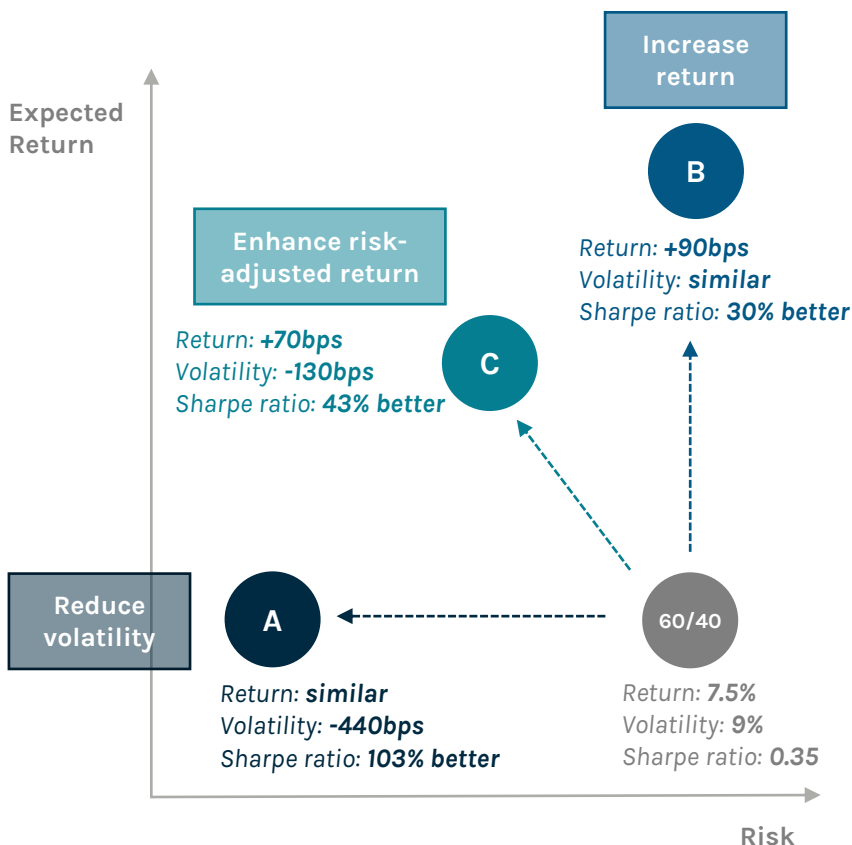 Increase
return
Expected
Return
B
Return: +90bps
Volatility: similar
Sharpe ratio: 30% better
Enhance risk-
adjusted return
Return: +70bps
Volatility: -130bps
Sharpe ratio: 43% better
C
Reduce
volatility
A
60/40
Return: similar
Volatility: -440bps
Sharpe ratio: 103% better
Return: 7.5%
Volatility: 9%
Sharpe ratio: 0.35
Risk